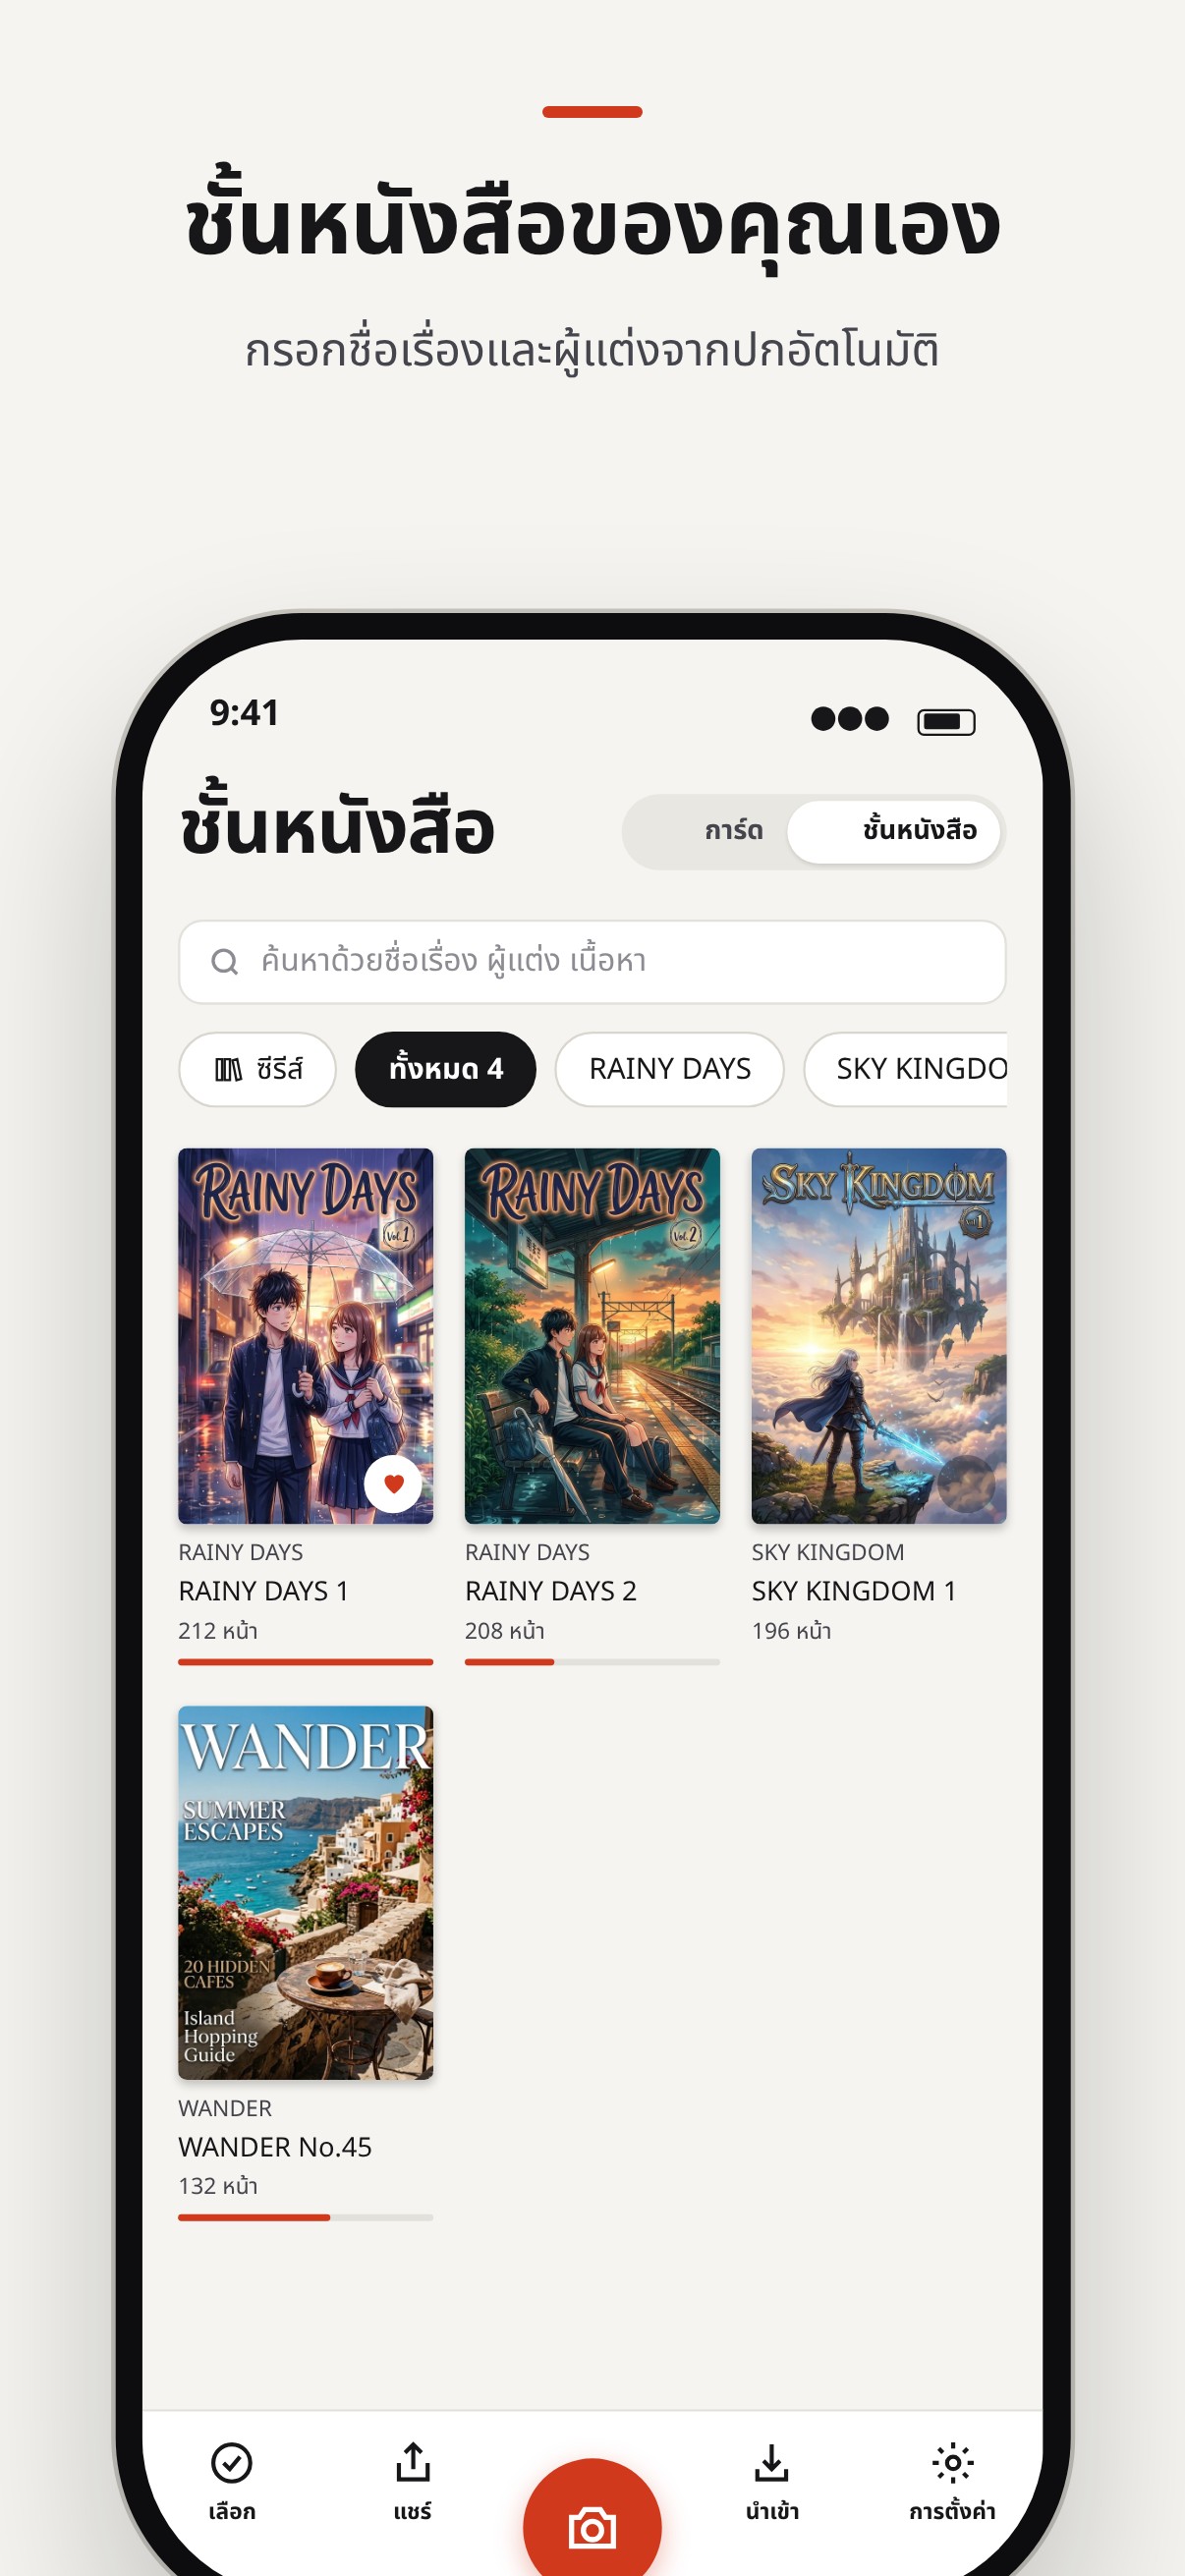 ชั้นหนังสือของคุณเอง
กรอกชื่อเรื่องและผู้แต่งจากปกอัตโนมัติ
9:41
ชั้นหนังสือ
การ์ด
ชั้นหนังสือ
ค้นหาด้วยชื่อเรื่อง ผู้แต่ง เนื้อหา
ซีรีส์
ทั้งหมด 4
RAINY DAYS
SKY KINGDO
RAINY DAYS
Vol.1
RAINY DAYS
Vol.2
SKY KINGDOM
RAINY DAYS
RAINY DAYS 1
212 หน้า
RAINY DAYS
RAINY DAYS 2
208 หน้า
SKY KINGDOM
SKY KINGDOM 1
196 หน้า
WANDER
SUMMER
ESCAPES
20 HIDDEN
CAFES
Island
Hopping
Guide
WANDER
WANDER No.45
132 หน้า
เลือก
แชร์
นำเข้า
การตั้งค่า